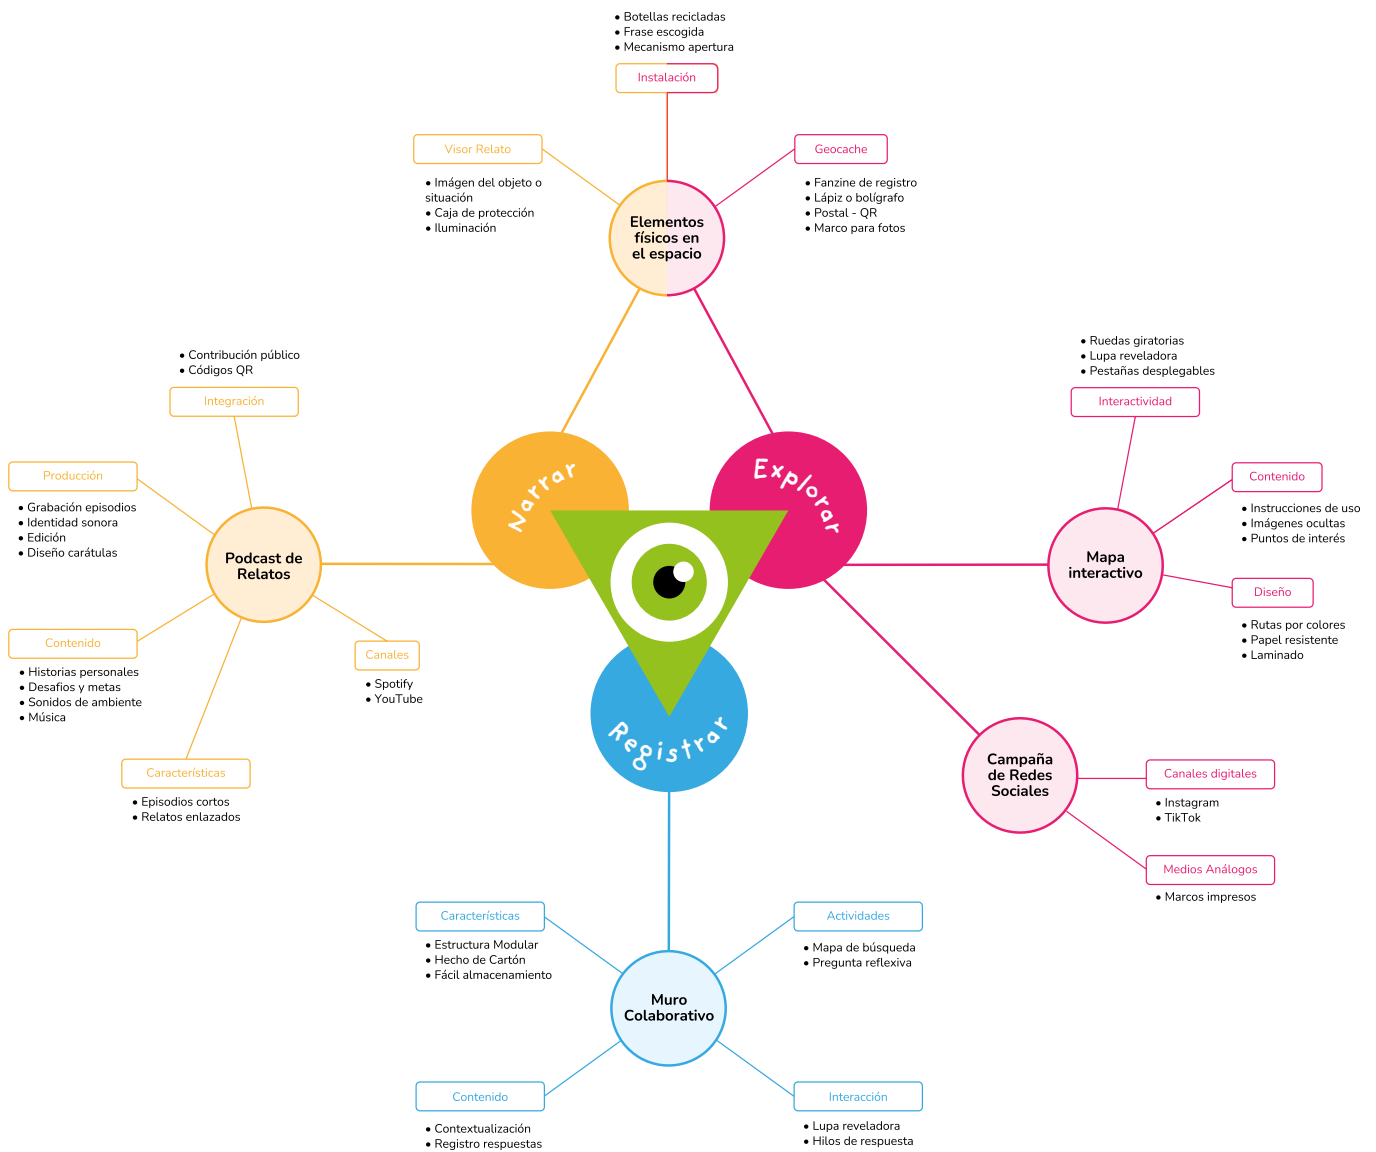 • Botellas recicladas
• Frase escogida
• Mecanismo apertura
Instalación
Visor Relato
• Imágen del objeto o
situación
• Caja de protección
• Iluminación
Geocache
• Fanzine de registro
• Lápiz o bolígrafo
• Postal - QR
• Marco para fotos
Elementos
físicos en
el espacio
• Contribución público
• Códigos QR
Integración
Producción
• Grabación episodios
• Identidad sonora
• Edición
• Diseño carátulas
Podcast de
Relatos
Contenido
• Historias personales
• Desafios y metas
• Sonidos de ambiente
• Música
Canales
• Spotify
• YouTube
Características
• Episodios cortos
• Relatos enlazados
Narrar
Explorar
Registrar
• Ruedas giratorias
• Lupa reveladora
• Pestañas desplegables
Interactividad
Contenido
• Instrucciones de uso
• Imágenes ocultas
• Puntos de interés
Mapa
interactivo
Diseño
• Rutas por colores
• Papel resistente
• Laminado
Campaña
de Redes
Sociales
Canales digitales
• Instagram
• TikTok
Medios Análogos
• Marcos impresos
Características
• Estructura Modular
• Hecho de Cartón
• Fácil almacenamiento
Actividades
• Mapa de búsqueda
• Pregunta reflexiva
Muro
Colaborativo
Contenido
• Contextualización
• Registro respuestas
Interacción
• Lupa reveladora
• Hilos de respuesta